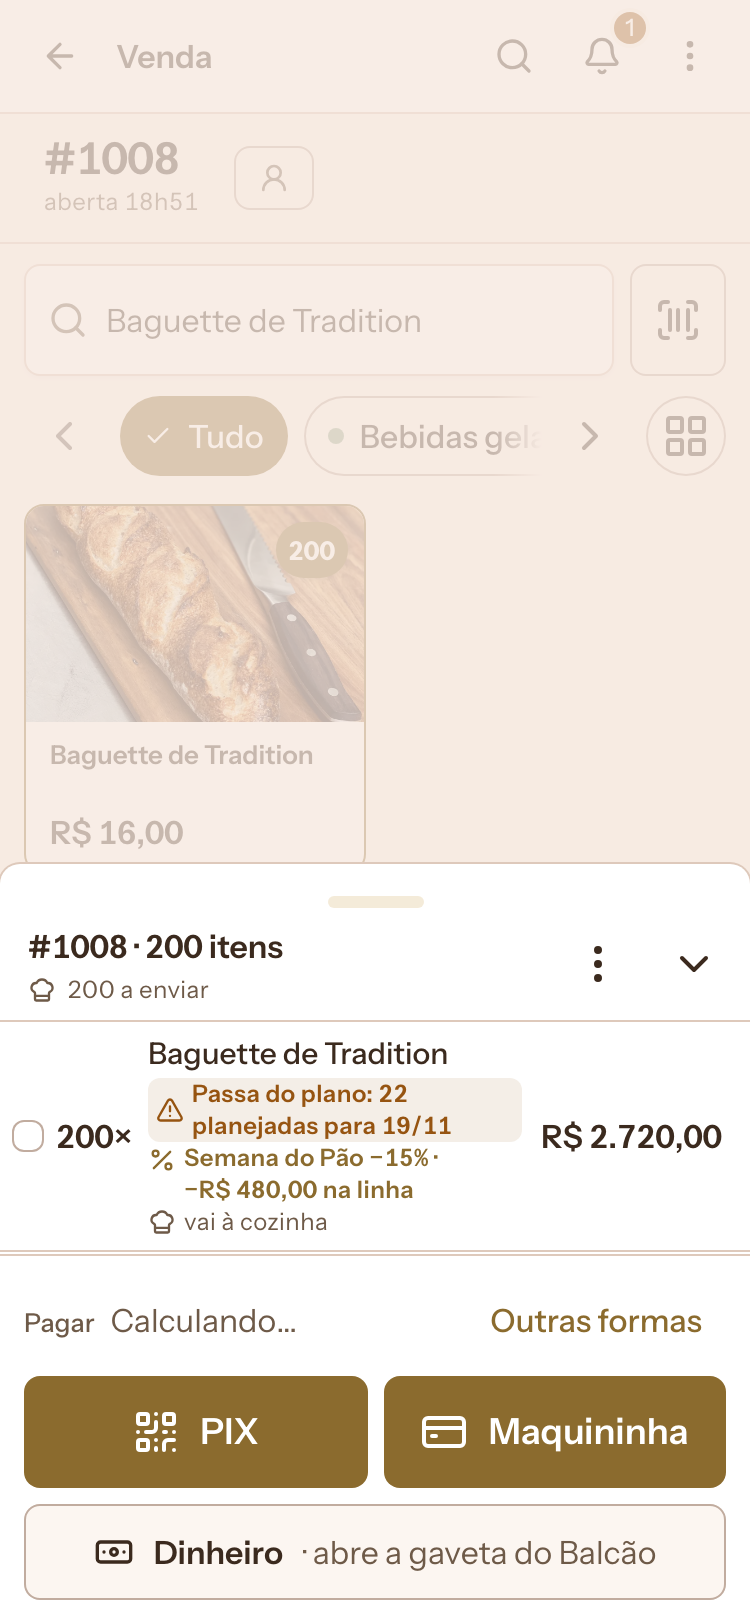 Venda
1
#1008
aberta 18h51
Baguette de Tradition
Tudo
Bebidas gela
200
Baguette de Tradition
R$ 16,00
#1008 · 200 itens
200 a enviar
Baguette de Tradition
Passa do plano: 22
planejadas para 19/11
200×
R$ 2.720,00
Semana do Pão −15% ·
−R$ 480,00 na linha
vai à cozinha
Pagar Calculando...
Outras formas
PIX
Maquininha
Dinheiro · abre a gaveta do Balcão